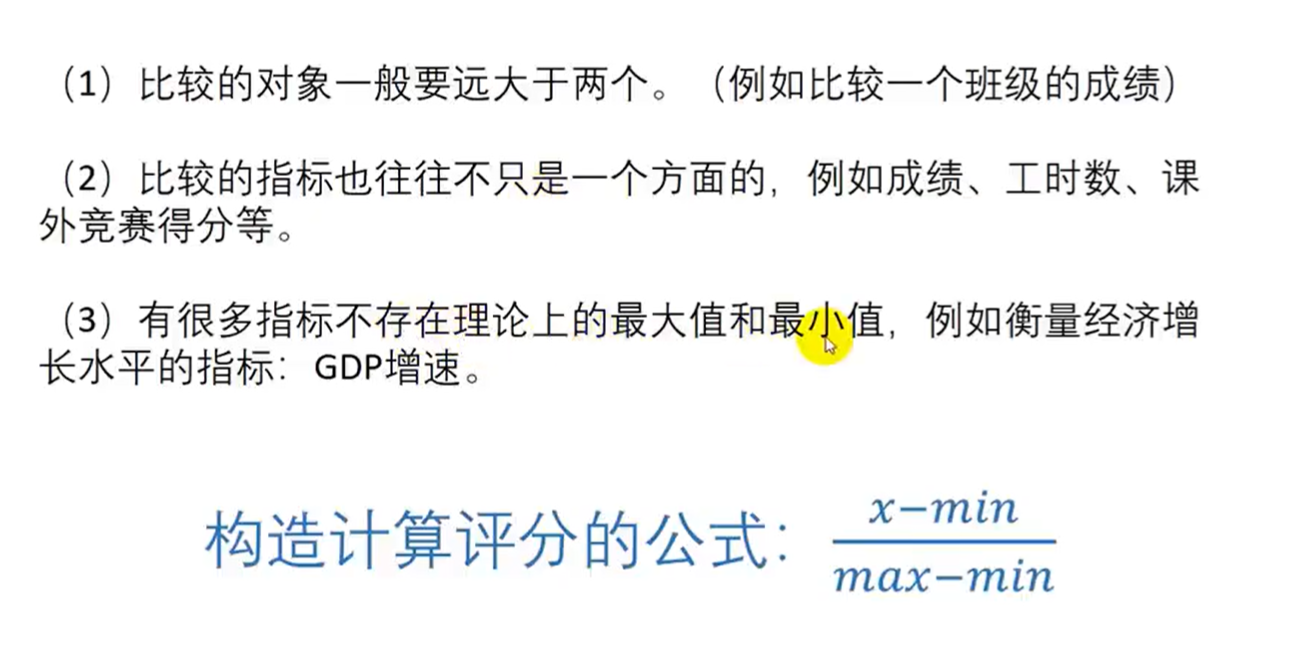 （1）比较的对象一般要远大于两个。（例如比较一个班级的成绩）
（2）比较的指标也往往不只是一个方面的，例如成绩、工时数、课
外竞赛得分等。
（3）有很多指标不存在理论上的最大值和最小值，例如衡量经济增
长水平的指标：GDP增速。
x−min
构造计算评分的公式：
max−min